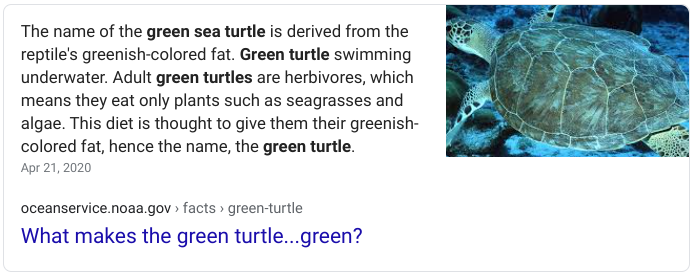 The name of the green sea turtle is derived from the
reptile's greenish-colored fat. Green turtle swimming
underwater. Adult green turtles are herbivores, which
means they eat only plants such as seagrasses and
algae. This diet is thought to give them their greenish-
colored fat, hence the name, the green turtle.
Apr 21, 2020
oceanservice.noaa.gov › facts › green-turtle
What makes the green turtle...green?